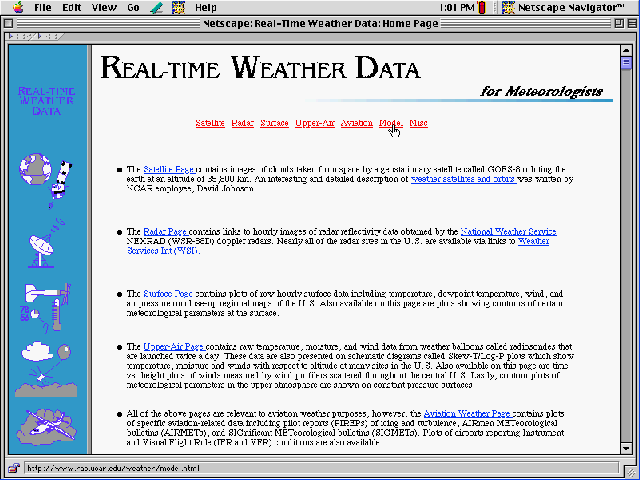 File Edit View Go Help 1:01 PM Netscape Navigator™
Netscape: Real-Time Weather Data: Home Page
REAL-TIME WEATHER DATA
REAL-TIME WEATHER DATA
for Meteorologists
Satellite Radar Surface Upper-Air Aviation Model Misc
The Satellite Page contains images of clouds taken from space by a geostationary satellite called GOES-8 orbiting the
earth at an altitude of 35,800 km. An interesting and detailed description of weather satellites and orbits was written by
NCAR employee, David Johnson.
The Radar Page contains links to hourly images of radar reflectivity data obtained by the National Weather Service
NEXRAD (WSR-88D) doppler radars. Nearly all of the radar sites in the U.S. are available via links to Weather
Services Int (WSI).
The Surface Page contains plots of raw hourly surface data including temperature, dewpoint temperature, wind, and
air pressure on close-up regional maps of the U.S. Also available on this page are plots showing contours of certain
meteorological parameters at the surface.
The Upper-Air Page contains raw temperature, moisture, and wind data from weather balloons called radiosondes that
are launched twice a day. These data are also presented on schematic diagrams called Skew-T/Log-P plots which show
temperature, moisture and winds with respect to altitude at many sites in the U.S. Also available on this page are time
vs. height plots of winds measured by wind profilers scattered throughout the central U.S. Lastly, contour plots of
meteorological parameters in the upper atmosphere are shown on constant pressure surfaces.
All of the above pages are relevant to aviation weather purposes, however, the Aviation Weather Page contains plots
of specific aviation-related data including pilot reports (PIREPs) of icing and turbulence, AIRmen METeorological
bulletins (AIRMETs), and SIGnificant METeorological bulletins (SIGMETs). Plots of airports reporting Instrument
and Visual Flight Rule (IFR and VFR) conditions are also available.
http://www.rap.ucar.edu/weather/model.html